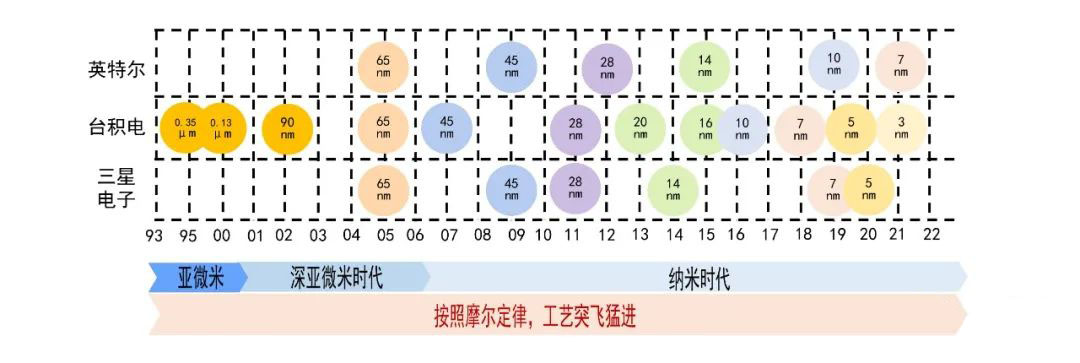 英特尔
65 nm
45 nm
28 nm
14 nm
10 nm
7 nm
台积电
0.35 μm
0.13 μm
90 nm
65 nm
45 nm
28 nm
20 nm
16 nm
10 nm
7 nm
5 nm
3 nm
三星
电子
65 nm
45 nm
28 nm
14 nm
7 nm
5 nm
93 95 00 01 02 03 04 05 06 07 08 09 10 11 12 13 14 15 16 17 18 19 20 21 22
亚微米 深亚微米时代 纳米时代
按照摩尔定律，工艺突飞猛进